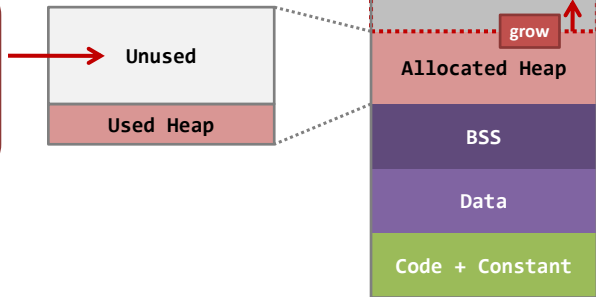 Unused
Used Heap
grow
Allocated Heap
BSS
Data
Code + Constant